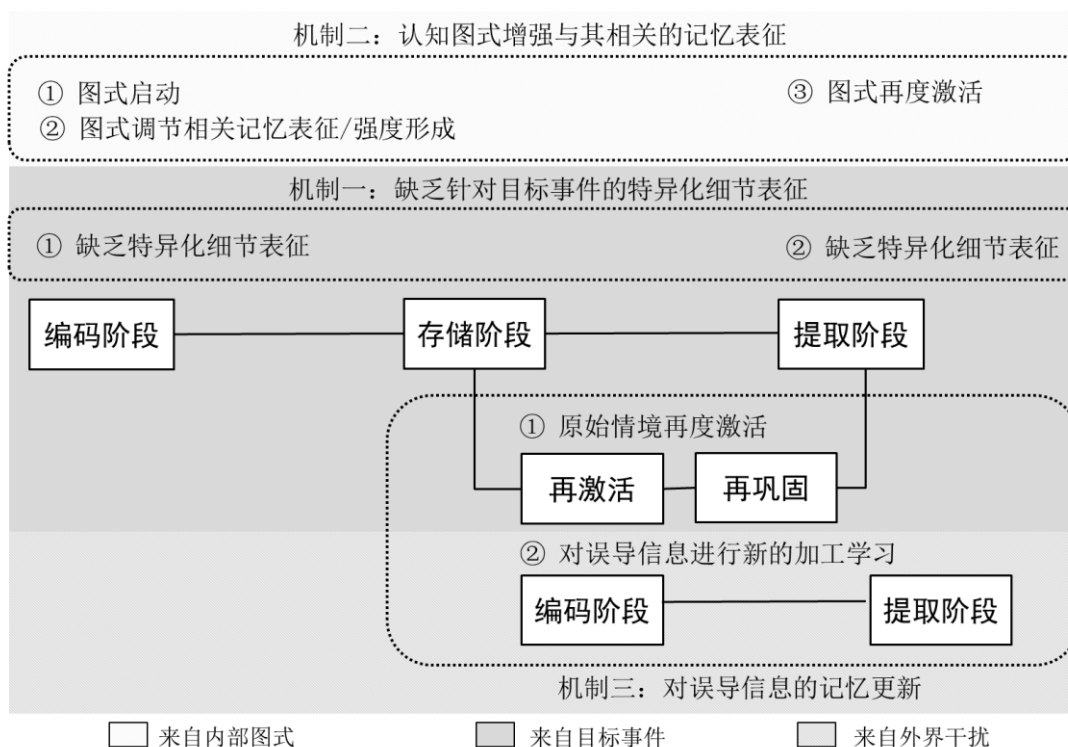 机制二：认知图式增强与其相关的记忆表征
① 图式启动
③ 图式再度激活
② 图式调节相关记忆表征/强度形成
机制一：缺乏针对目标事件的特异化细节表征
① 缺乏特异化细节表征
② 缺乏特异化细节表征
编码阶段
存储阶段
提取阶段
① 原始情境再度激活
再激活
再巩固
② 对误导信息进行新的加工学习
编码阶段
提取阶段
机制三：对误导信息的记忆更新
来自内部图式
来自目标事件
来自外界干扰